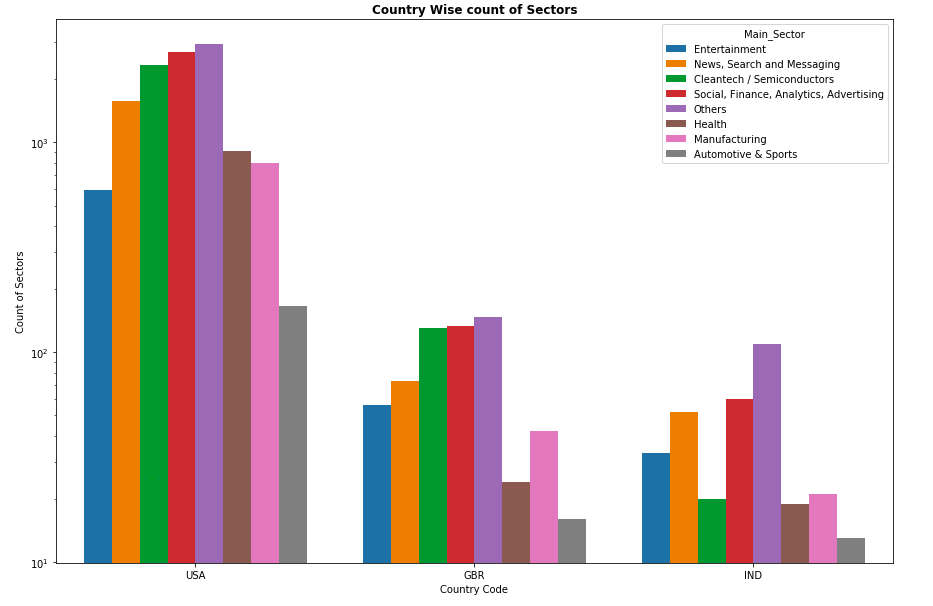 Country Wise count of Sectors
Main_Sector
Entertainment
News, Search and Messaging
Cleantech / Semiconductors
Social, Finance, Analytics, Advertising
Others
Health
Manufacturing
Automotive & Sports
Count of Sectors
10³
10²
10¹
USA GBR IND
Country Code